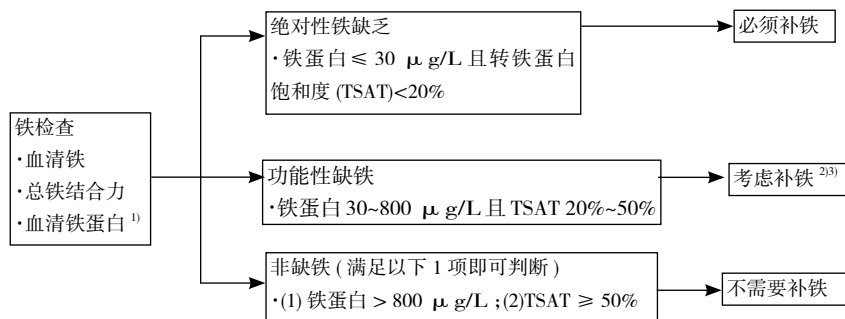 绝对性铁缺乏
·铁蛋白≤30 μg/L且转铁蛋白
饱和度(TSAT)<20%
必须补铁
铁检查
·血清铁
·总铁结合力
·血清铁蛋白1)
功能性缺铁
·铁蛋白30~800 μg/L且TSAT 20%~50%
考虑补铁2)3)
非缺铁(满足以下1项即可判断)
·(1)铁蛋白>800 μg/L;(2)TSAT≥50%
不需要补铁